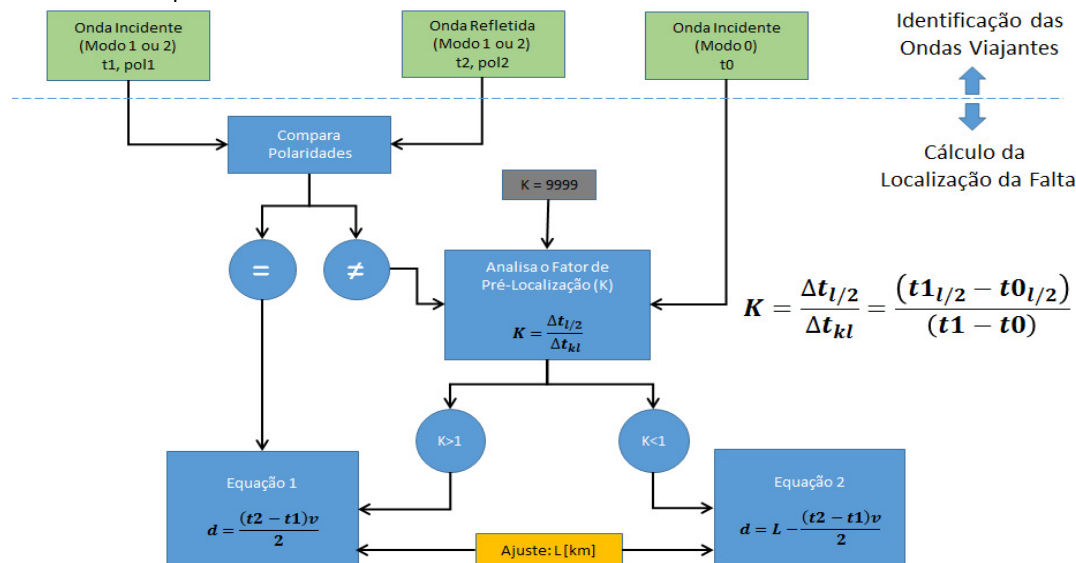 Onda Incidente
(Modo 1 ou 2)
t1, pol1
Onda Refletida
(Modo 1 ou 2)
t2, pol2
Onda Incidente
(Modo 0)
t0
Identificação das
Ondas Viajantes
Cálculo da
Localização da Falta
Compara
Polaridades
K = 9999
=
≠
Analisa o Fator de
Pré-Localização (K)
K = Δt_{l/2} / Δt_{kl}
K = Δt_{l/2} / Δt_{kl} = (t1_{l/2} − t0_{l/2}) / (t1 − t0)
K>1
K<1
Equação 1
d = (t2 − t1)v / 2
Equação 2
d = L − (t2 − t1)v / 2
Ajuste: L [km]